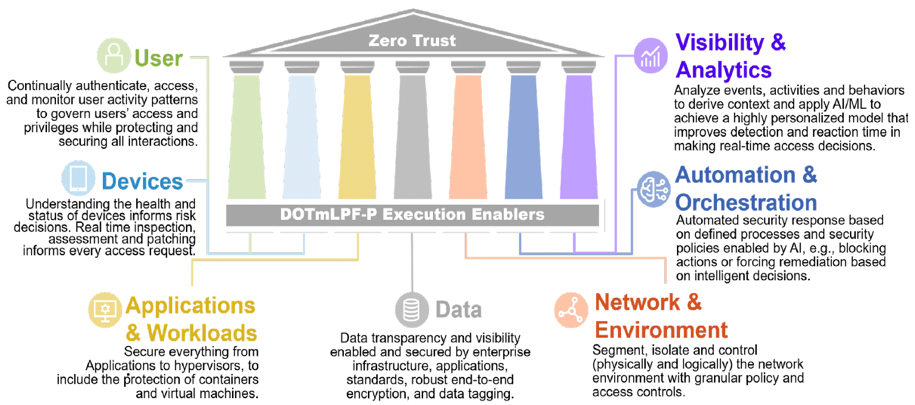 Zero Trust
User
Continually authenticate, access,
and monitor user activity patterns
to govern users' access and
privileges while protecting and
securing all interactions.
Devices
Understanding the health and
status of devices informs risk
decisions. Real time inspection,
assessment and patching
informs every access request.
DOTmLPF-P Execution Enablers
Visibility &
Analytics
Analyze events, activities and behaviors
to derive context and apply AI/ML to
achieve a highly personalized model that
improves detection and reaction time in
making real-time access decisions.
Automation &
Orchestration
Automated security response based
on defined processes and security
policies enabled by AI, e.g., blocking
actions or forcing remediation based
on intelligent decisions.
Applications
& Workloads
Secure everything from
Applications to hypervisors, to
include the protection of containers
and virtual machines.
Data
Data transparency and visibility
enabled and secured by enterprise
infrastructure, applications,
standards, robust end-to-end
encryption, and data tagging.
Network &
Environment
Segment, isolate and control
(physically and logically) the network
environment with granular policy and
access controls.